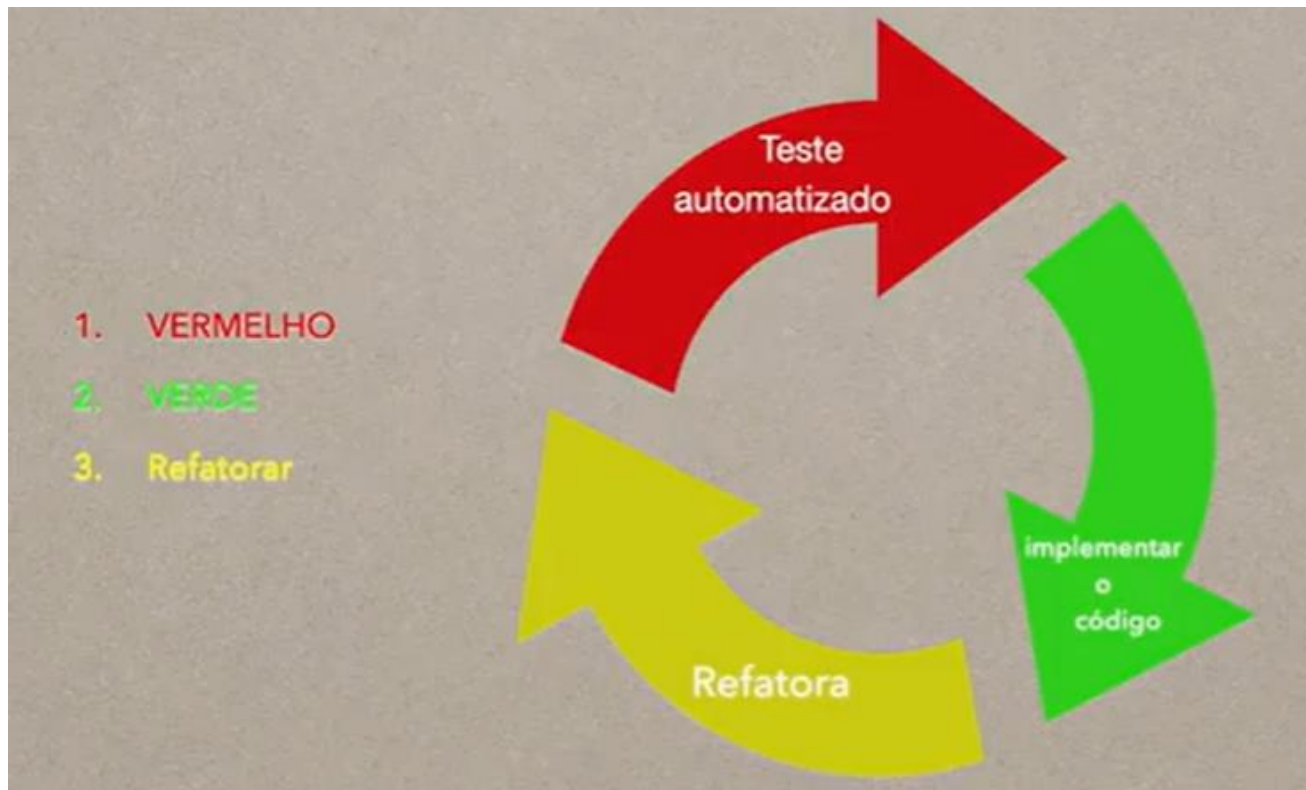 1. VERMELHO
2. VERDE
3. Refatorar
Teste
automatizado
implementar
o
código
Refatora